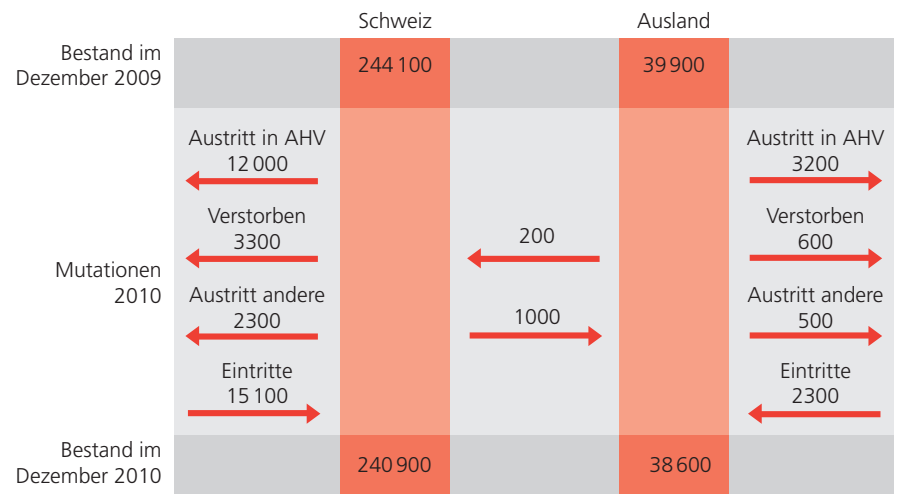 Schweiz Ausland
Bestand im
Dezember 2009
244 100 39 900
Austritt in AHV
12 000
Austritt in AHV
3200
Verstorben
3300
200
Verstorben
600
Mutationen
2010
Austritt andere
2300
1000
Austritt andere
500
Eintritte
15 100
Eintritte
2300
Bestand im
Dezember 2010
240 900 38 600